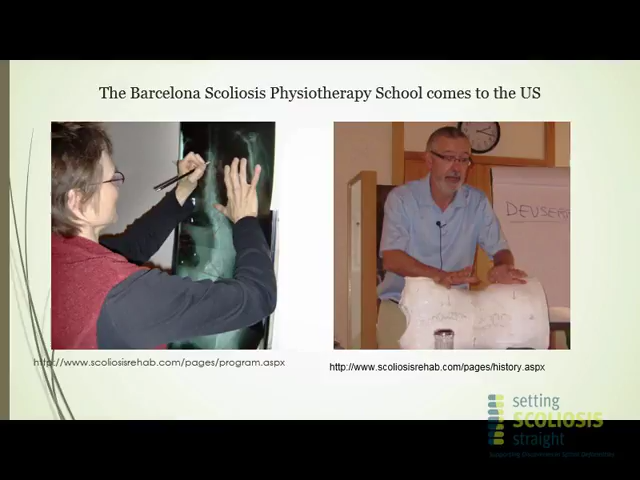 The Barcelona Scoliosis Physiotherapy School comes to the US
DEUSER
http://www.scoliosisrehab.com/pages/program.aspx
http://www.scoliosisrehab.com/pages/history.aspx
setting
SCOLIOSIS
straight